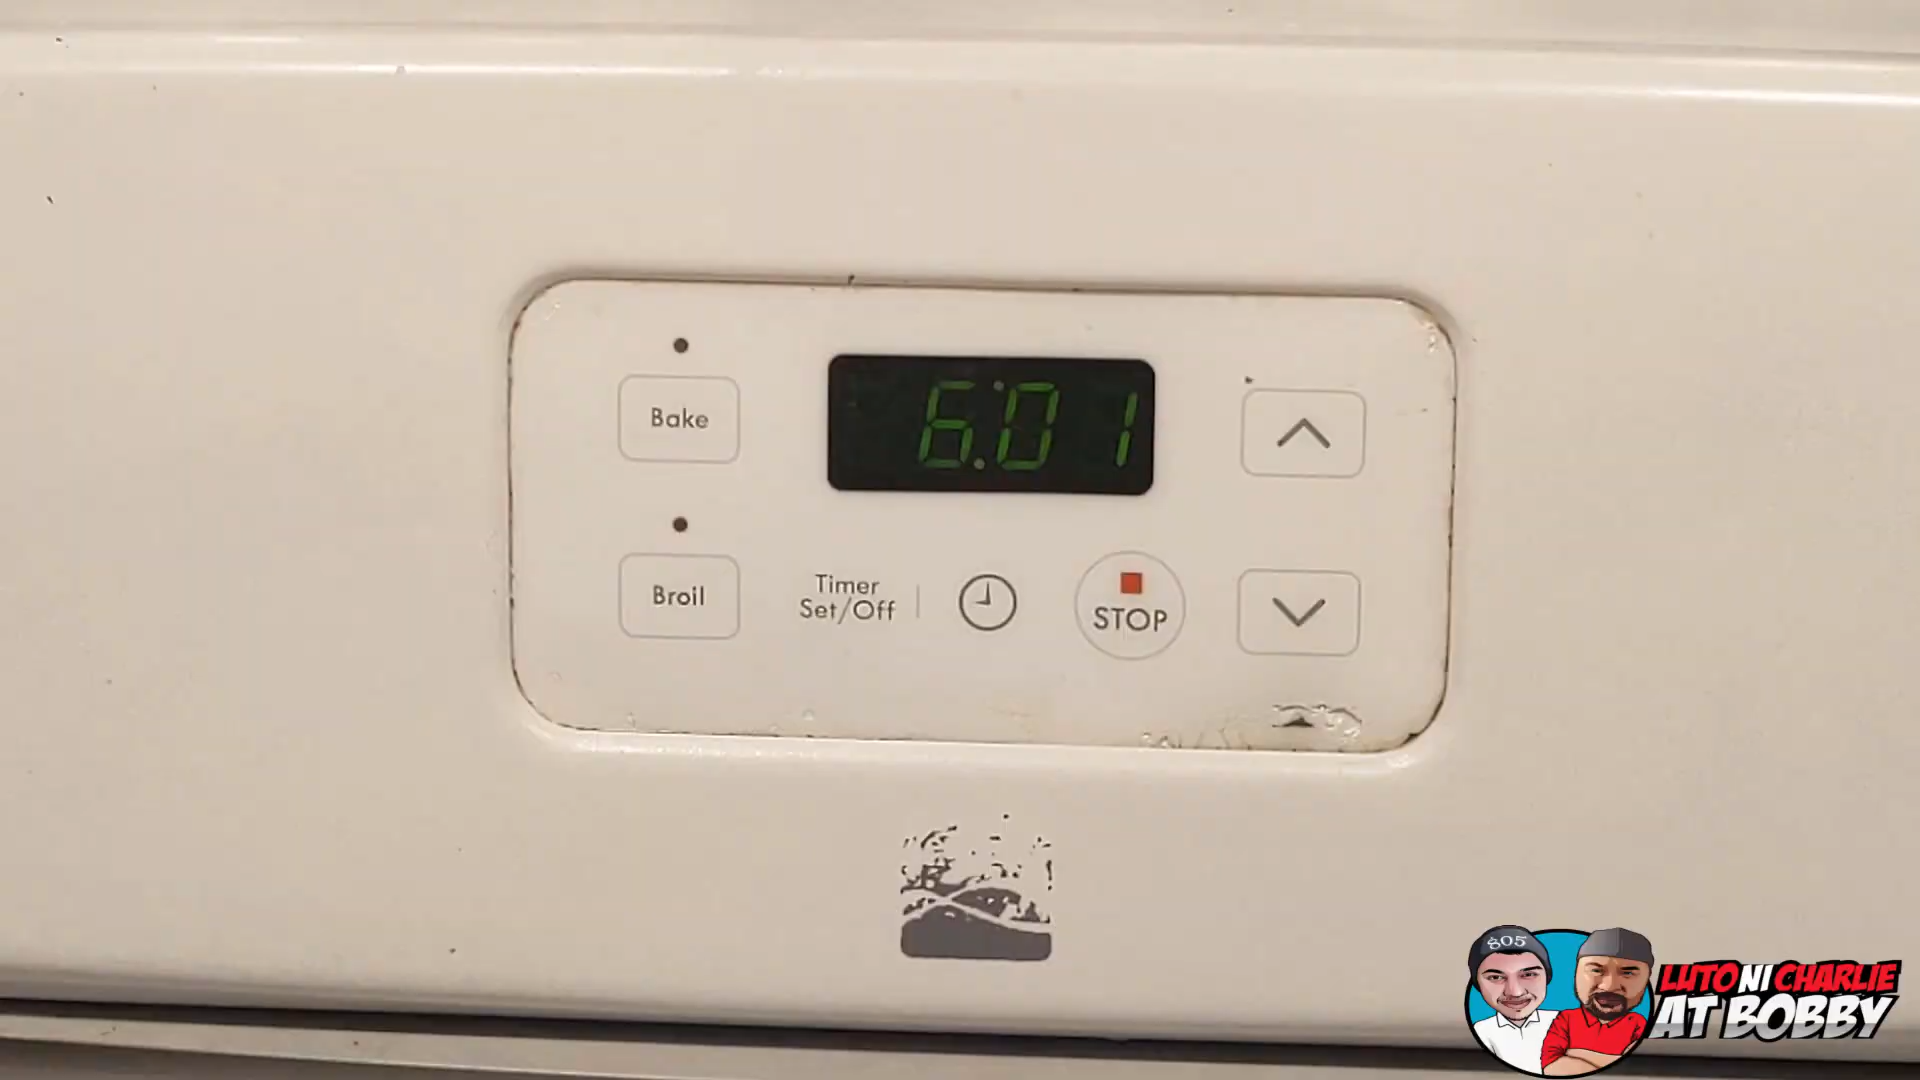 Bake
6:01
Broil
Timer
Set/Off
STOP
805
LUTO NI CHARLIE
AT BOBBY